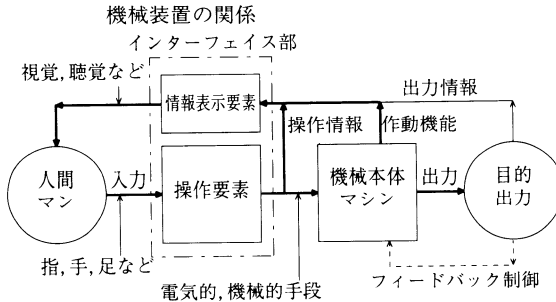 機械装置の関係
インターフェイス部
視覚,聴覚など
情報表示要素
出力情報
操作情報
作動機能
人間
マン
入力
操作要素
機械本体
マシン
出力
目的
出力
指,手,足など
電気的,機械的手段
フィードバック制御